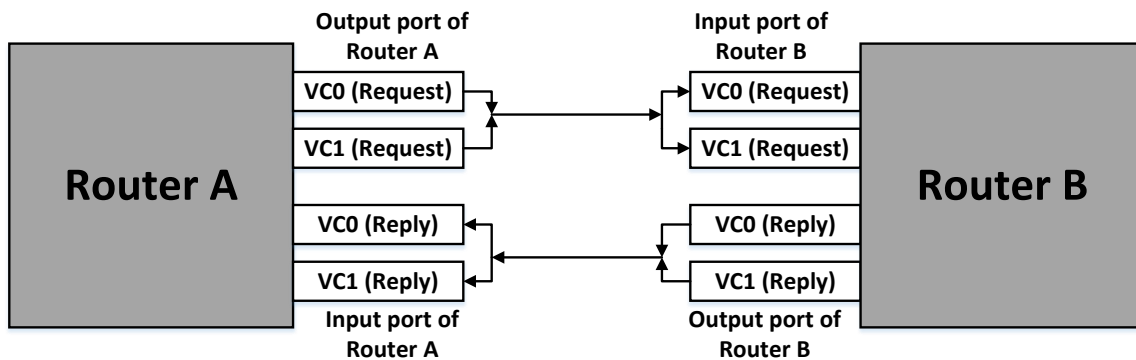 Output port of
Router A
Input port of
Router B
VC0 (Request)
VC0 (Request)
VC1 (Request)
VC1 (Request)
Router A
Router B
VC0 (Reply)
VC0 (Reply)
VC1 (Reply)
VC1 (Reply)
Input port of
Router A
Output port of
Router B